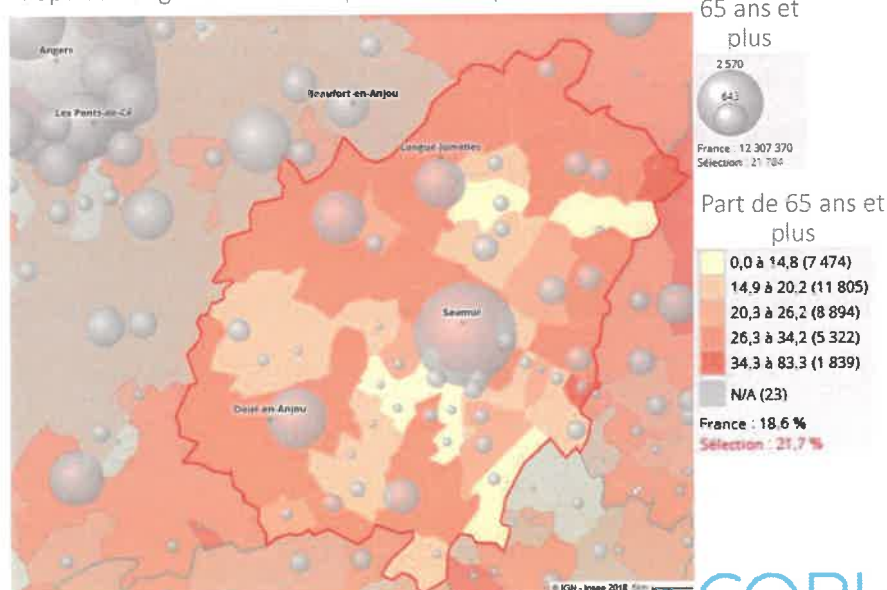 65 ans et
plus
2 570
643
France : 12 307 370
Sélection : 21 784
Part de 65 ans et
plus
0,0 à 14,8 (7 474)
14,9 à 20,2 (11 805)
20,3 à 26,2 (8 894)
26,3 à 34,2 (5 322)
34,3 à 83,3 (1 839)
N/A (23)
France : 18,6 %
Sélection : 21,7 %
Angers
Les Ponts-de-Cé
Beaufort-en-Anjou
Longué-Jumelles
Saumur
Doué-en-Anjou
© IGN - Insee 2018